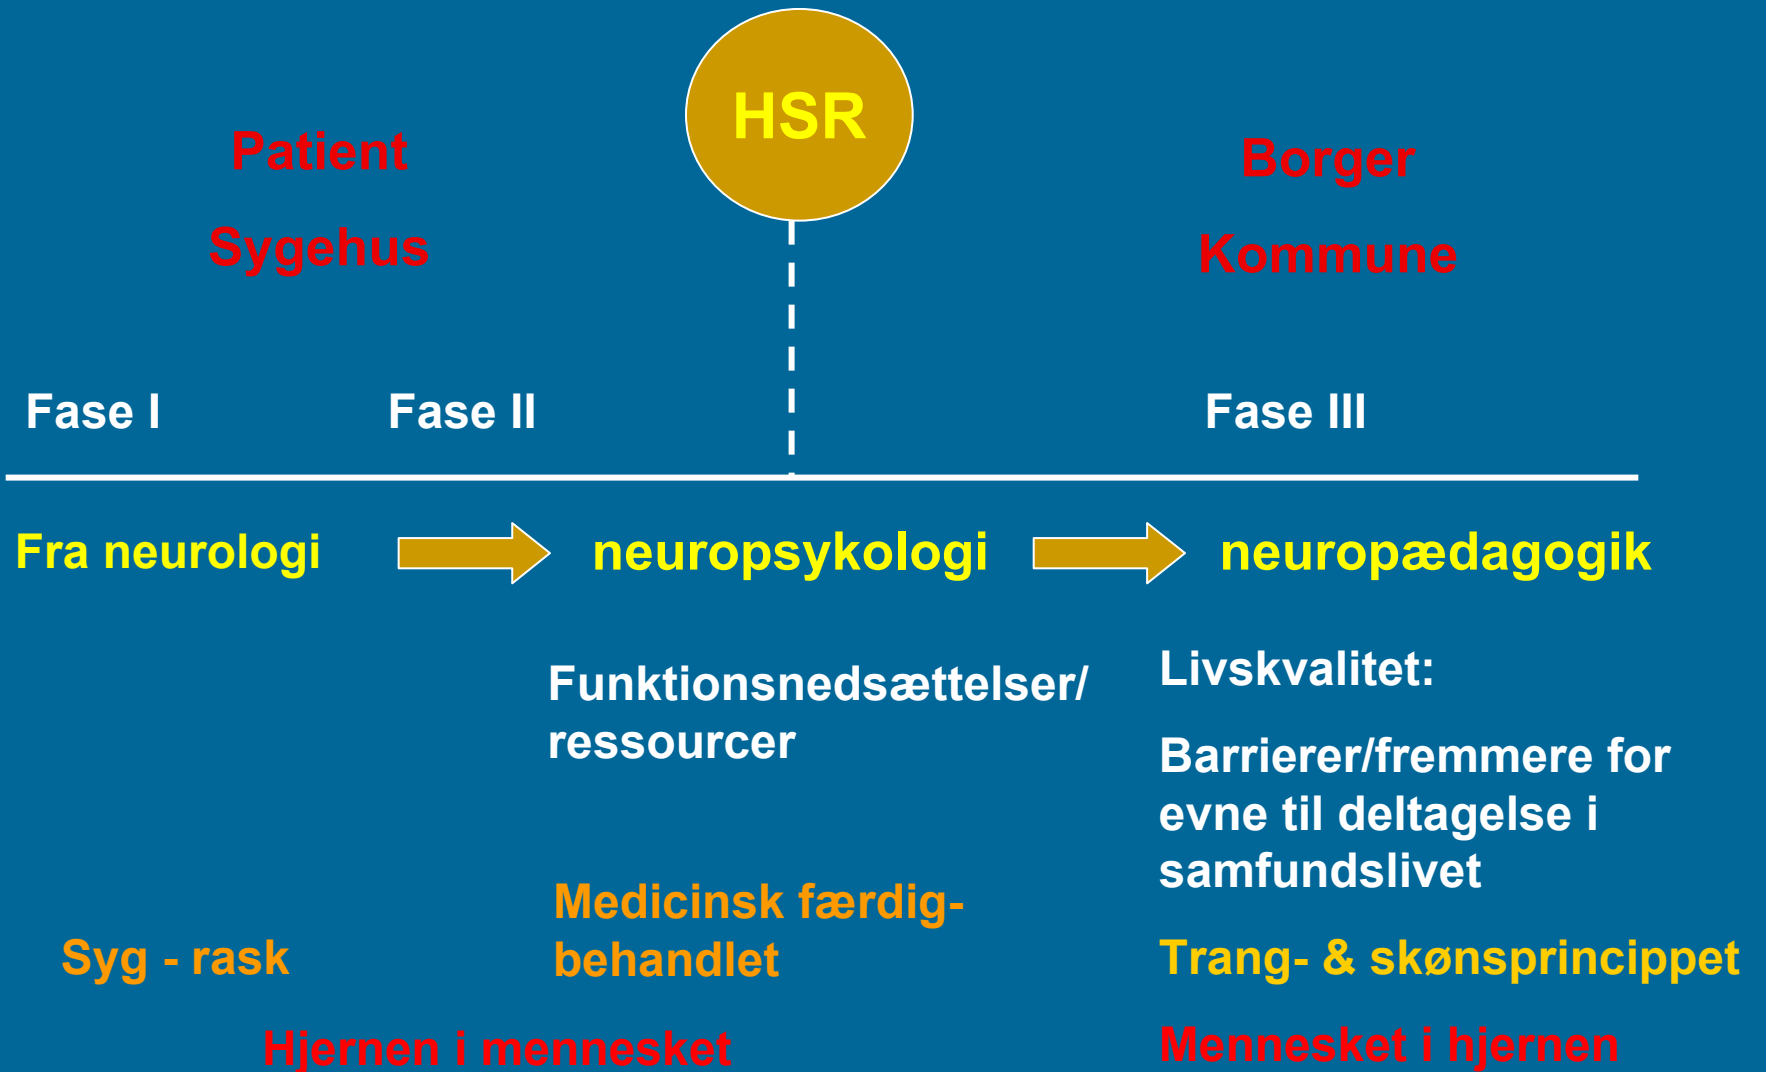 HSR
Patient
Sygehus
Borger
Kommune
Fase I
Fase II
Fase III
Fra neurologi
neuropsykologi
neuropædagogik
Funktionsnedsættelser/
ressourcer
Medicinsk færdig-
behandlet
Livskvalitet:
Barrierer/fremmere for
evne til deltagelse i
samfundslivet
Syg - rask
Trang- & skønsprincippet
Hjernen i mennesket
Mennesket i hjernen